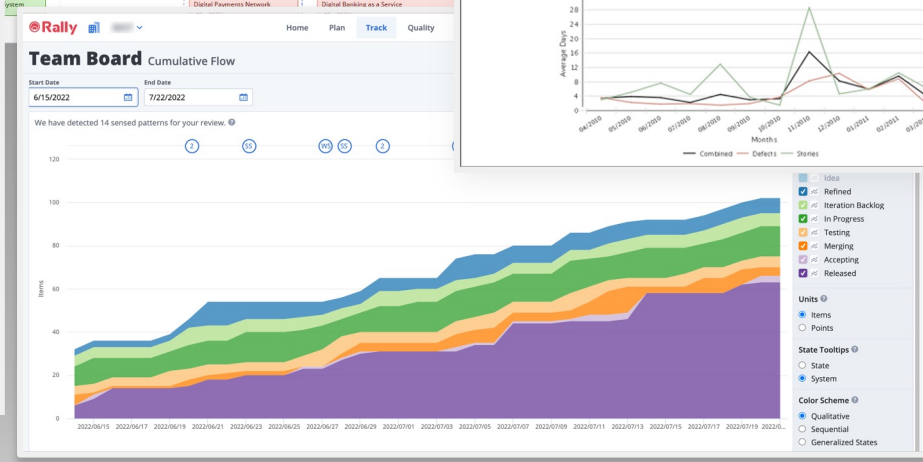 ystem
Digital Payments Network
Digital Banking as a Service
Rally
Home Plan Track Quality
Team Board Cumulative Flow
Start Date End Date
6/15/2022 7/22/2022
We have detected 14 sensed patterns for your review.
2 SS WS SS 2
120
100
80
60
40
20
0
Items
2022/06/15 2022/06/17 2022/06/19 2022/06/21 2022/06/23 2022/06/25 2022/06/27 2022/06/29 2022/07/01 2022/07/03 2022/07/05 2022/07/07 2022/07/09 2022/07/11 2022/07/13 2022/07/15 2022/07/17 2022/07/19 2022/0...
28
24
20
16
12
8
4
0
Average Days
04/2010 05/2010 06/2010 07/2010 08/2010 09/2010 10/2010 11/2010 12/2010 01/2011 02/2011 01/20
Months
Combined Defects Stories
Idea
Refined
Iteration Backlog
In Progress
Testing
Merging
Accepting
Released
Units
Items
Points
State Tooltips
State
System
Color Scheme
Qualitative
Sequential
Generalized States